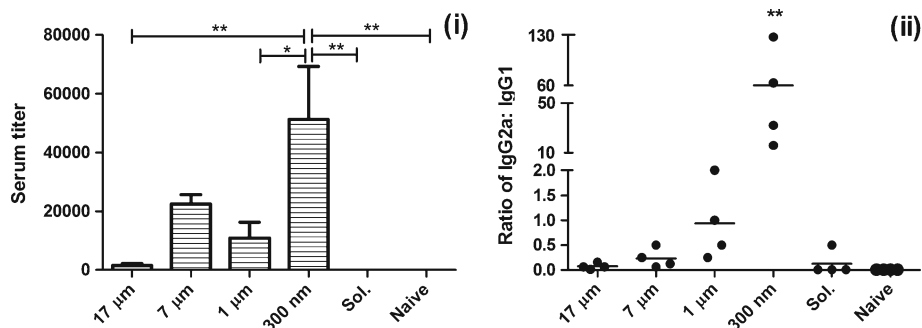 (i)
Serum titer
80000
60000
40000
20000
0
**
**
*
**
17 μm
7 μm
1 μm
300 nm
Sol.
Naive
(ii)
Ratio of IgG2a: IgG1
130
60
50
10
2.0
1.5
1.0
0.5
0.0
**
17 μm
7 μm
1 μm
300 nm
Sol.
Naive